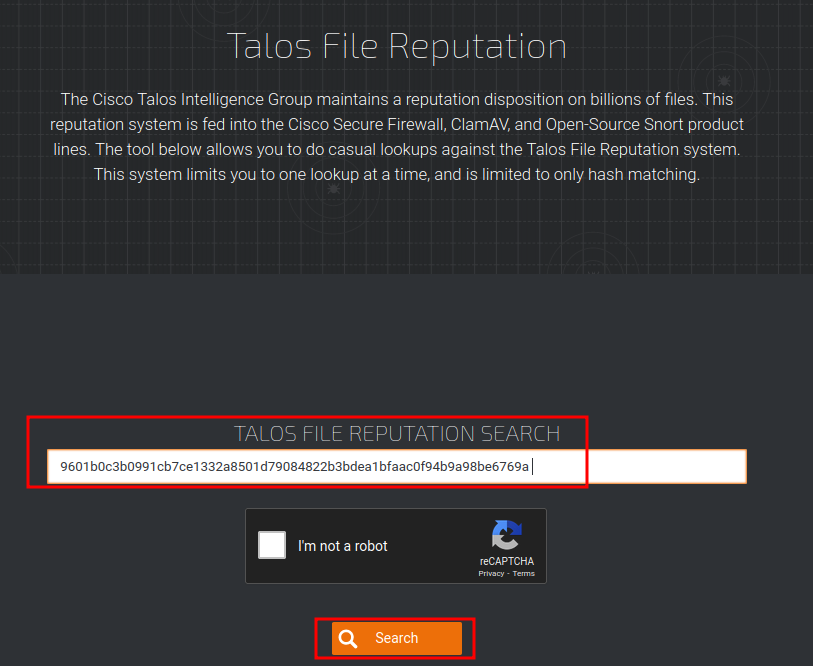 Talos File Reputation
The Cisco Talos Intelligence Group maintains a reputation disposition on billions of files. This
reputation system is fed into the Cisco Secure Firewall, ClamAV, and Open-Source Snort product
lines. The tool below allows you to do casual lookups against the Talos File Reputation system.
This system limits you to one lookup at a time, and is limited to only hash matching.
TALOS FILE REPUTATION SEARCH
9601b0c3b0991cb7ce1332a8501d79084822b3bdea1bfaac0f94b9a98be6769a
I'm not a robot
reCAPTCHA
Privacy - Terms
Search